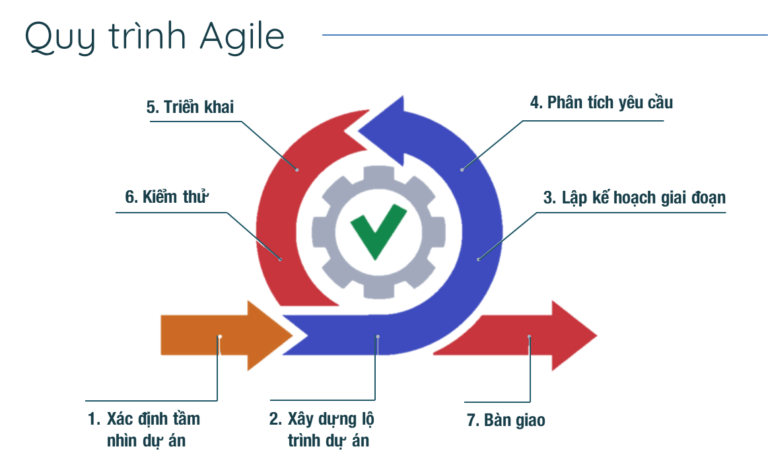 Quy trình Agile
5. Triển khai
4. Phân tích yêu cầu
6. Kiểm thử
3. Lập kế hoạch giai đoạn
1. Xác định tầm
nhìn dự án
2. Xây dựng lộ
trình dự án
7. Bàn giao